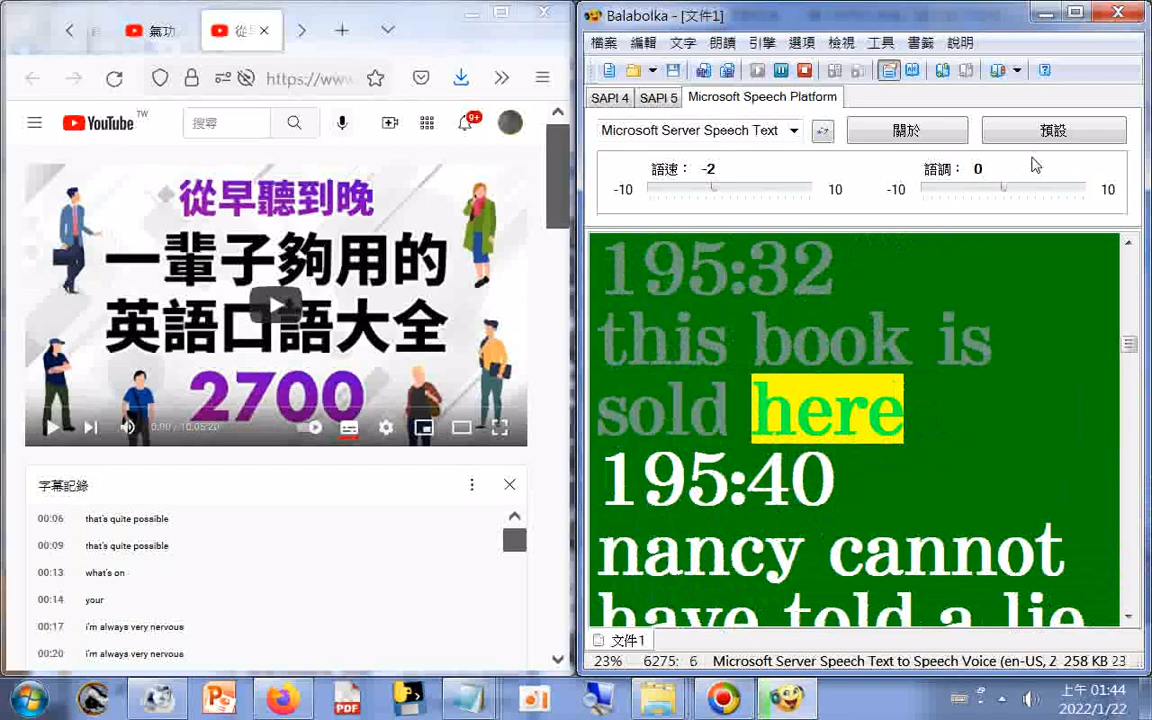 氣功
從
https://www
YouTube TW
搜尋
9+
從早聽到晚
一輩子夠用的
英語口語大全
2700
0:00 / 10:05:20
字幕記錄
00:06 that's quite possible
00:09 that's quite possible
00:13 what's on
00:14 your
00:17 i'm always very nervous
00:20 i'm always very nervous
Balabolka - [文件1]
檔案 編輯 文字 朗讀 引擎 選項 檢視 工具 書籤 說明
SAPI 4 SAPI 5 Microsoft Speech Platform
Microsoft Server Speech Text 關於 預設
語速: -2 語調: 0
-10 10 -10 10
195:32
this book is
sold here
195:40
nancy cannot
have told a lie
文件1
23% 6275: 6 Microsoft Server Speech Text to Speech Voice (en-US, 2 258 KB 23
PDF
上午 01:44
2022/1/22